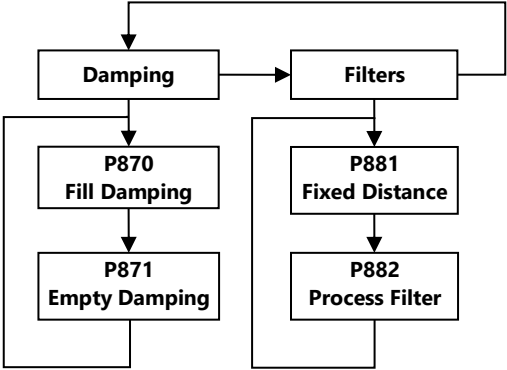 Damping
Filters
P870
Fill Damping
P881
Fixed Distance
P871
Empty Damping
P882
Process Filter